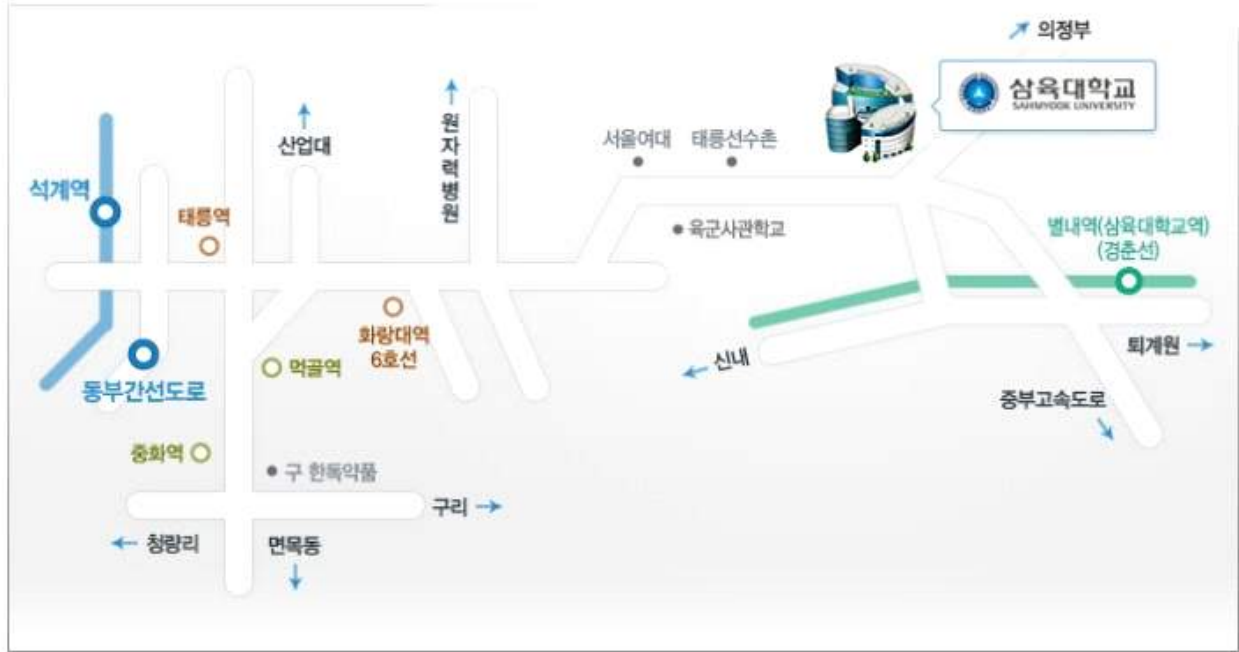 의정부
삼육대학교
SAHMYOOK UNIVERSITY
산업대
원자력병원
서울여대
태릉선수촌
석계역
태릉역
육군사관학교
별내역(삼육대학교역)
(경춘선)
화랑대역
6호선
먹골역
신내
퇴계원
동부간선도로
중부고속도로
중화역
구 한독약품
구리
청량리
면목동